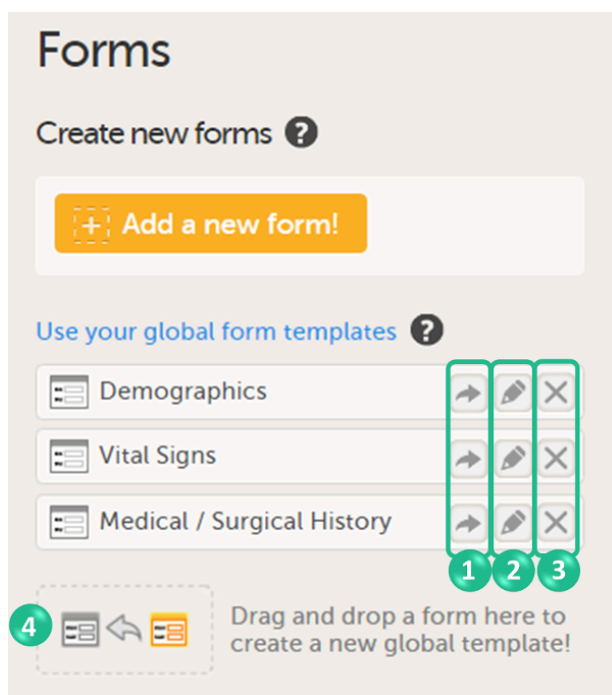 Forms
Create new forms ?
+ Add a new form!
Use your global form templates ?
Demographics
Vital Signs
Medical / Surgical History
1 2 3
4
Drag and drop a form here to
create a new global template!